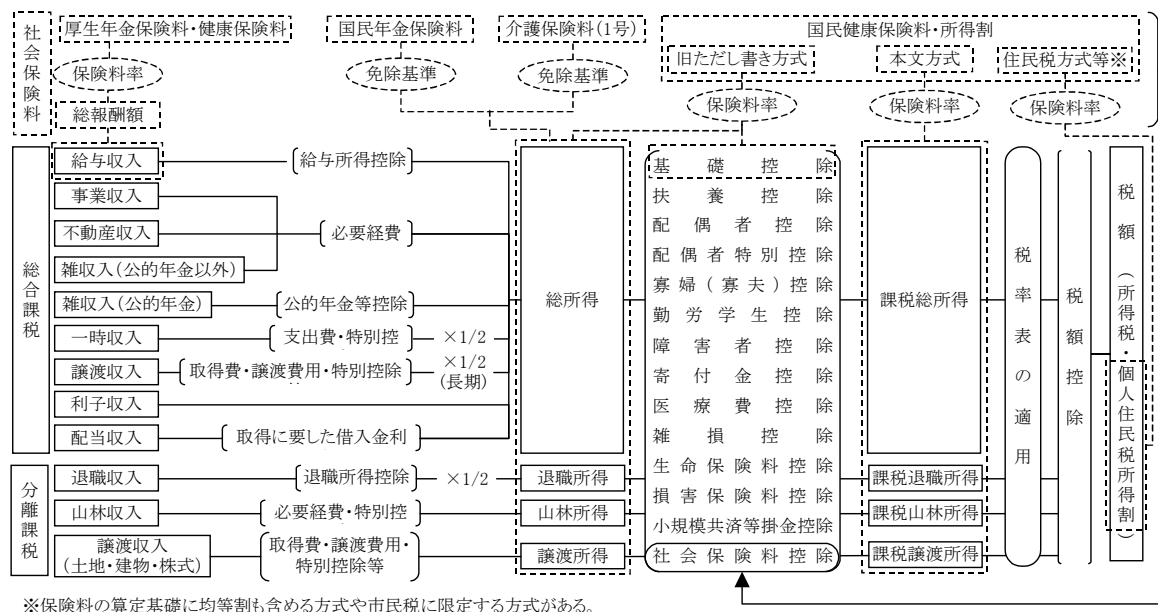 社会保険料
厚生年金保険料・健康保険料
国民年金保険料
介護保険料(1号)
国民健康保険料・所得割
旧ただし書き方式
本文方式
住民税方式等※
保険料率
免除基準
免除基準
保険料率
保険料率
保険料率
総報酬額
総合課税
給与収入
給与所得控除
事業収入
不動産収入
必要経費
雑収入(公的年金以外)
雑収入(公的年金)
公的年金等控除
一時収入
支出費・特別控
×1/2
譲渡収入
取得費・譲渡費用・特別控除
×1/2
(長期)
利子収入
配当収入
取得に要した借入金利
総所得
基礎控除
扶養控除
配偶者控除
配偶者特別控除
寡婦(寡夫)控除
勤労学生控除
障害者控除
寄付金控除
医療費控除
雑損控除
生命保険料控除
損害保険料控除
小規模共済等掛金控除
社会保険料控除
課税総所得
税率表の適用
税額控除
税額(所得税・個人住民税所得割)
分離課税
退職収入
退職所得控除
×1/2
退職所得
課税退職所得
山林収入
必要経費・特別控
山林所得
課税山林所得
譲渡収入
(土地・建物・株式)
取得費・譲渡費用・
特別控除等
譲渡所得
課税譲渡所得
※保険料の算定基礎に均等割も含める方式や市民税に限定する方式がある。